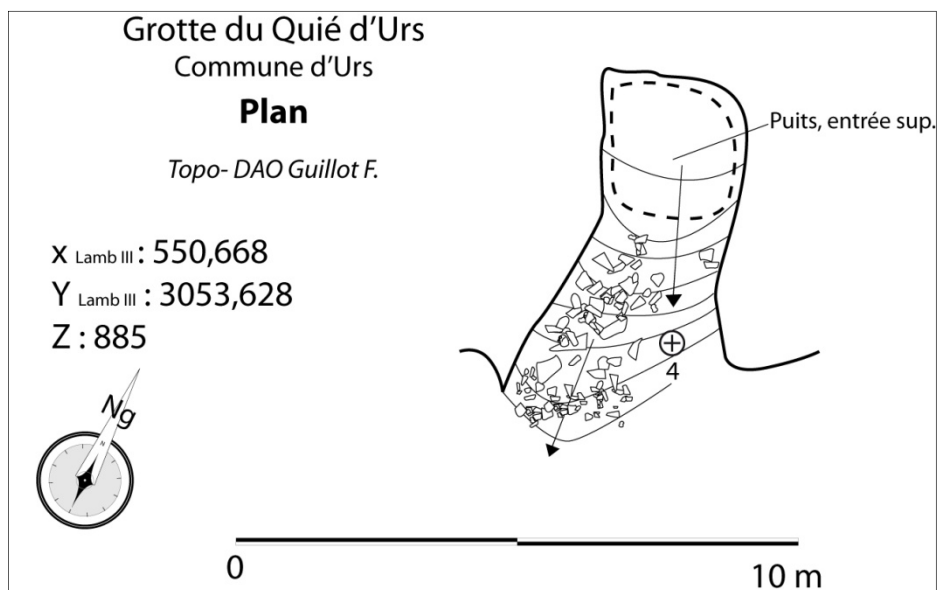 Grotte du Quié d'Urs
Commune d'Urs
Plan
Topo- DAO Guillot F.
Puits, entrée sup.
x Lamb III : 550,668
Y Lamb III : 3053,628
Z : 885
4
Ng
N
0
10 m